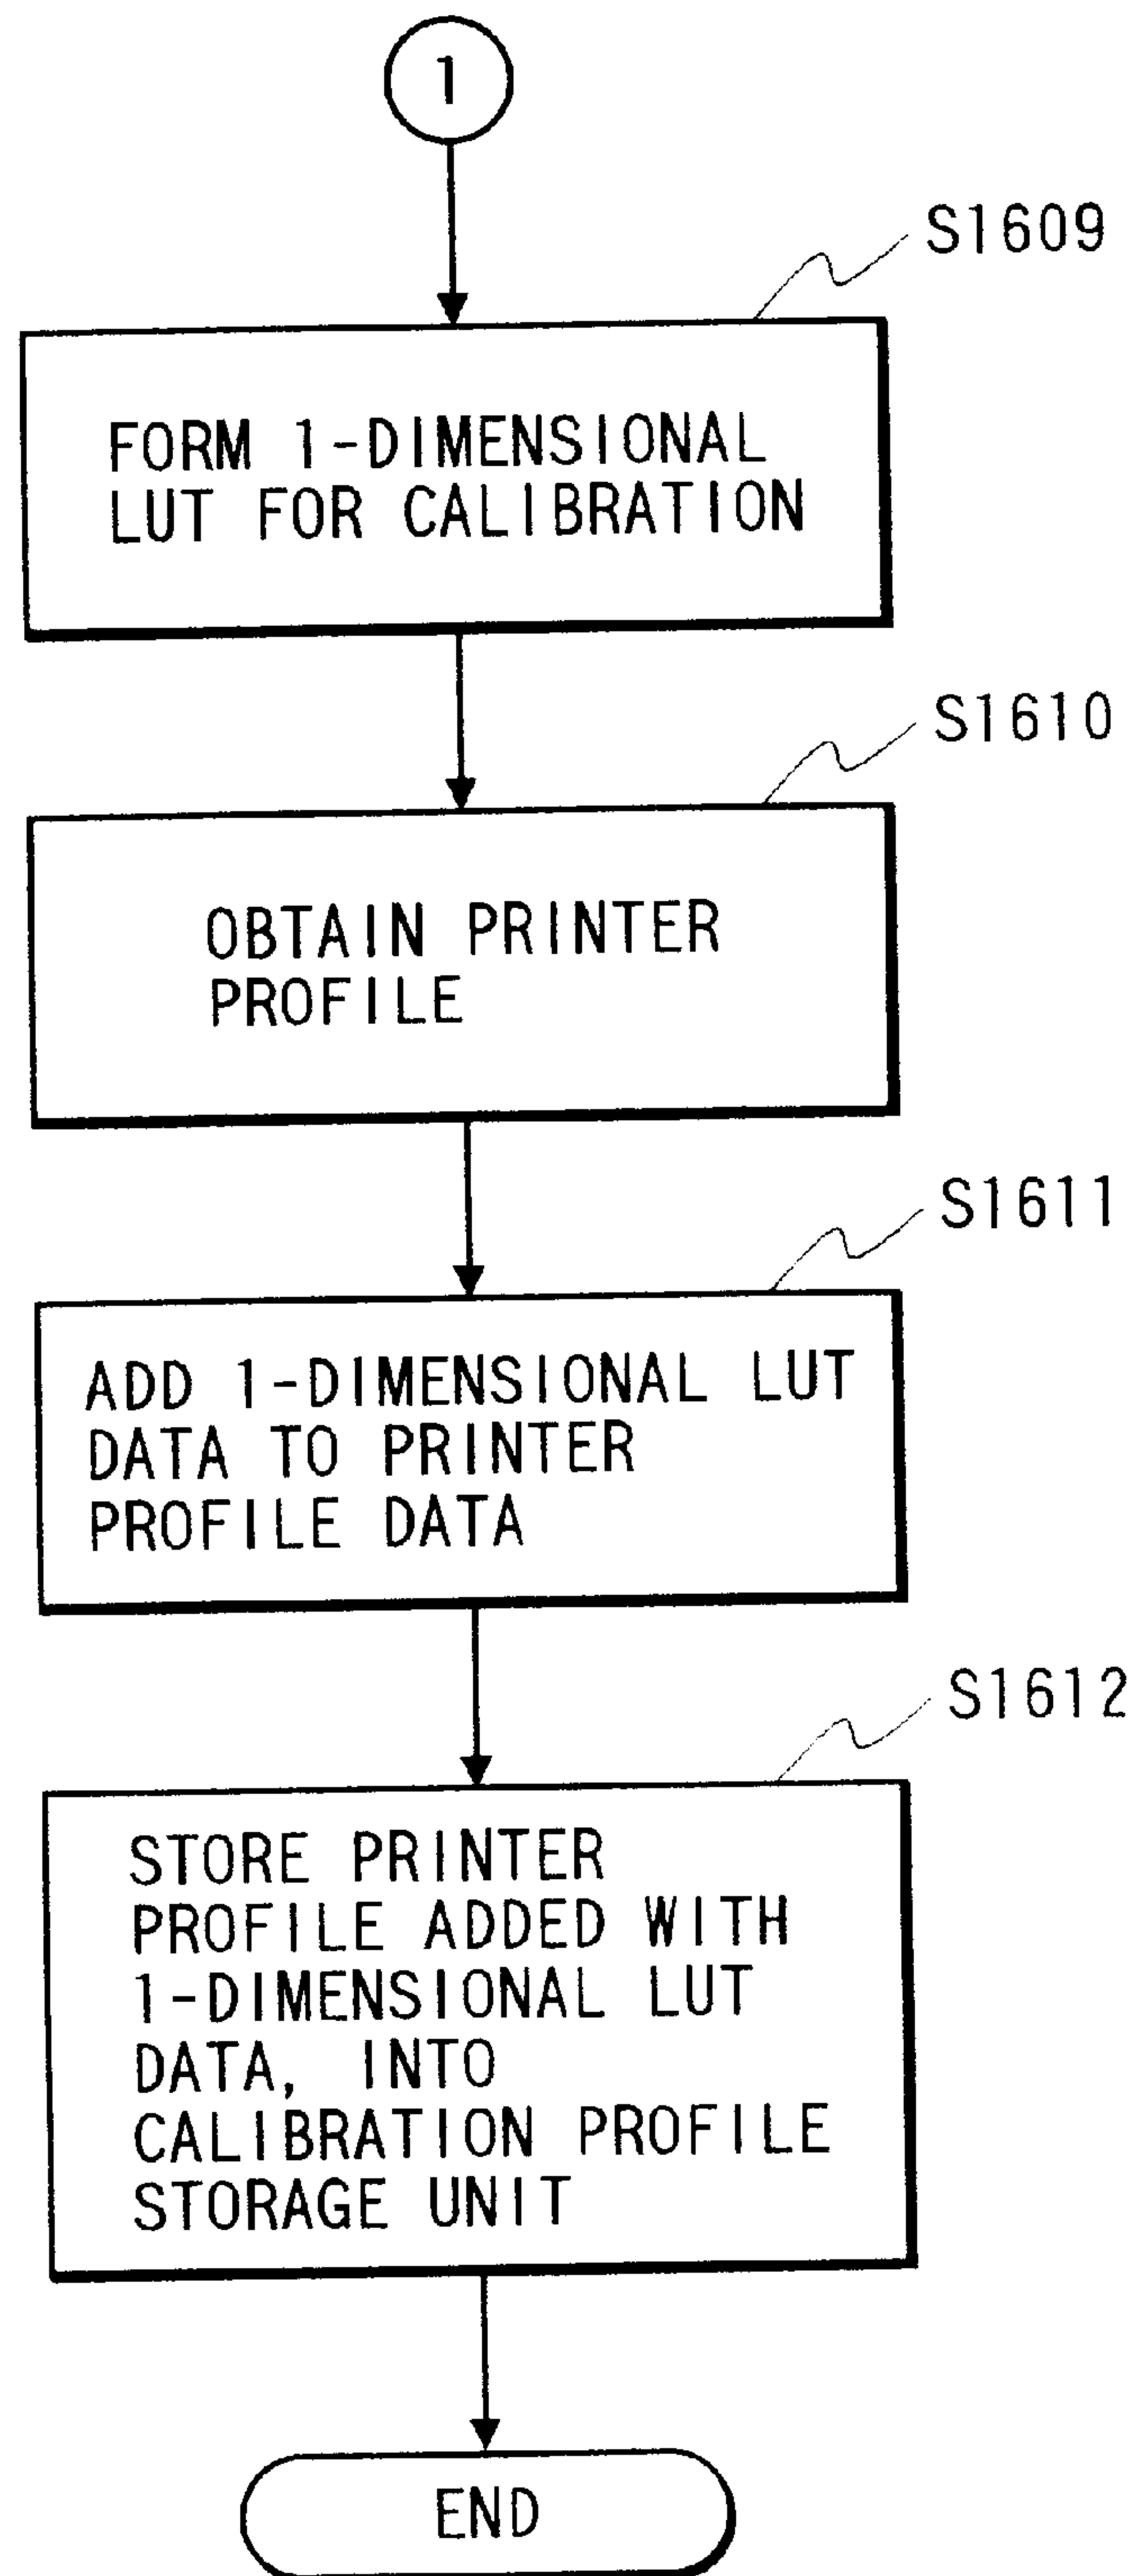 1
S1609
FORM 1-DIMENSIONAL
LUT FOR CALIBRATION
S1610
OBTAIN PRINTER
PROFILE
S1611
ADD 1-DIMENSIONAL LUT
DATA TO PRINTER
PROFILE DATA
S1612
STORE PRINTER
PROFILE ADDED WITH
1-DIMENSIONAL LUT
DATA, INTO
CALIBRATION PROFILE
STORAGE UNIT
END